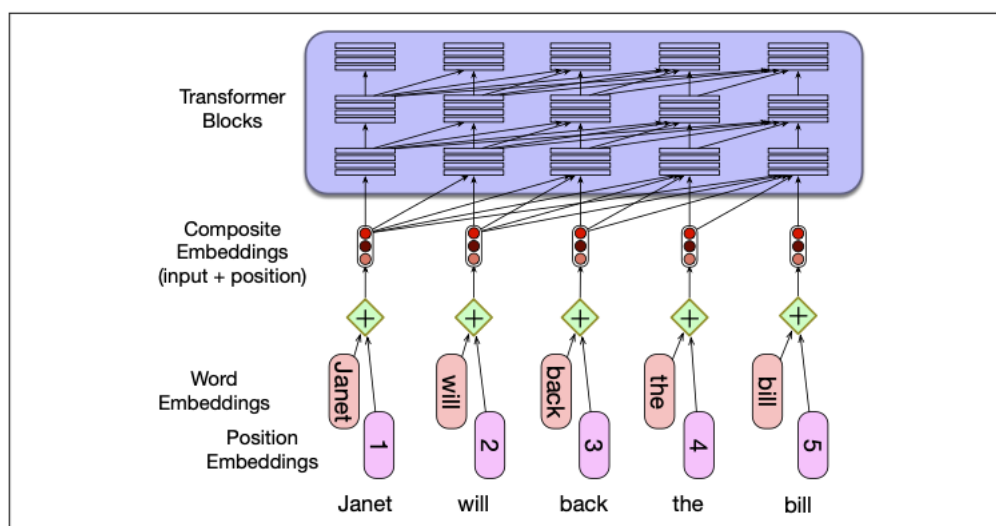 Transformer
Blocks
Composite
Embeddings
(input + position)
+ + + + +
Word
Embeddings
Janet will back the bill
Position
Embeddings
1 2 3 4 5
Janet will back the bill